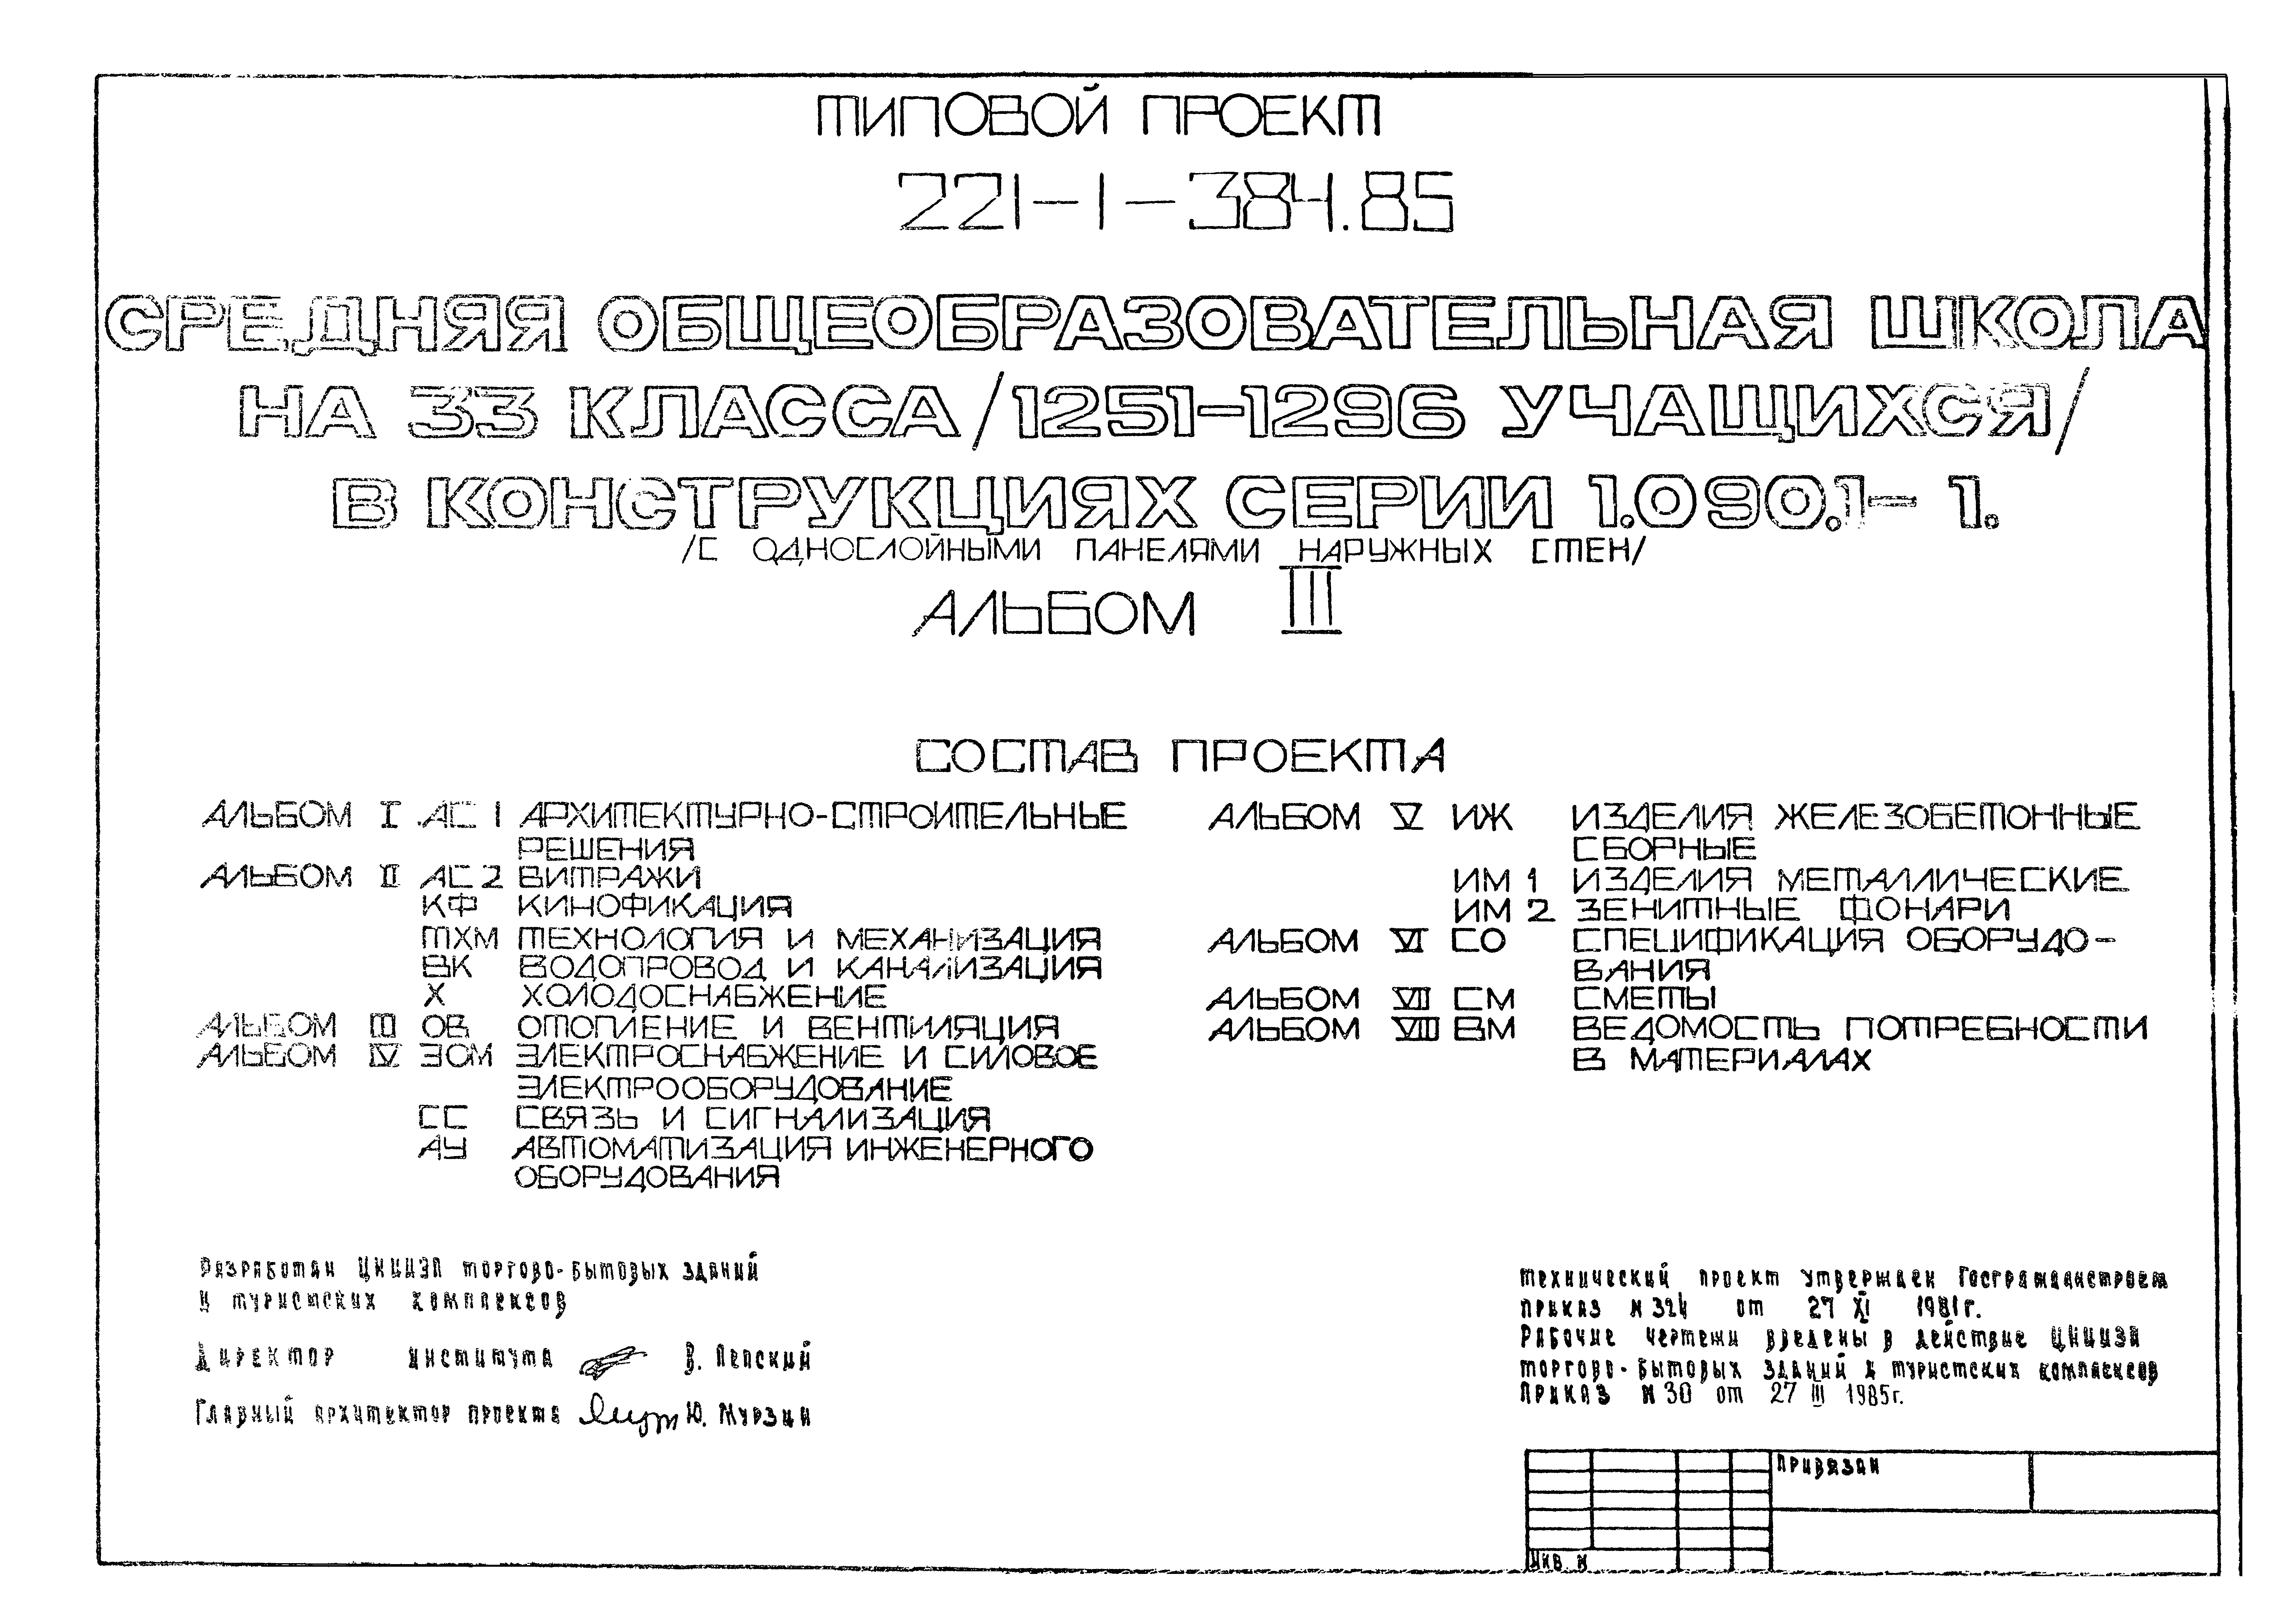 ТИПОВОЙ ПРОЕКТ
221-1-384.85
СРЕДНЯЯ ОБЩЕОБРАЗОВАТЕЛЬНАЯ ШКОЛА
НА 33 КЛАССА/1251-1296 УЧАЩИХСЯ/
В КОНСТРУКЦИЯХ СЕРИИ 1.090.1-1.
/С ОДНОСЛОЙНЫМИ ПАНЕЛЯМИ НАРУЖНЫХ СТЕН/
АЛЬБОМ III
СОСТАВ ПРОЕКТА
АЛЬБОМ I АС 1 АРХИТЕКТУРНО-СТРОИТЕЛЬНЫЕ
РЕШЕНИЯ
АЛЬБОМ II АС 2 ВИТРАЖИ
КФ КИНОФИКАЦИЯ
ТХМ ТЕХНОЛОГИЯ И МЕХАНИЗАЦИЯ
ВК ВОДОПРОВОД И КАНАЛИЗАЦИЯ
Х ХОЛОДОСНАБЖЕНИЕ
АЛЬБОМ III ОВ ОТОПЛЕНИЕ И ВЕНТИЛЯЦИЯ
АЛЬБОМ IV ЭОМ ЭЛЕКТРОСНАБЖЕНИЕ И СИЛОВОЕ
ЭЛЕКТРООБОРУДОВАНИЕ
СС СВЯЗЬ И СИГНАЛИЗАЦИЯ
АУ АВТОМАТИЗАЦИЯ ИНЖЕНЕРНОГО
ОБОРУДОВАНИЯ
АЛЬБОМ V ИЖ ИЗДЕЛИЯ ЖЕЛЕЗОБЕТОННЫЕ
СБОРНЫЕ
ИМ 1 ИЗДЕЛИЯ МЕТАЛЛИЧЕСКИЕ
ИМ 2 ЗЕНИТНЫЕ ФОНАРИ
АЛЬБОМ VI СО СПЕЦИФИКАЦИЯ ОБОРУДО-
ВАНИЯ
АЛЬБОМ VII СМ СМЕТЫ
АЛЬБОМ VIII ВМ ВЕДОМОСТЬ ПОТРЕБНОСТИ
В МАТЕРИАЛАХ
Разработан ЦНИИЭП торгово-бытовых зданий
и туристских комплексов
Директор института В. Лепский
Главный архитектор проекта Ю. Мурзин
Технический проект утвержден Госгражданстроем
приказ № 324 от 27 XI 1981г.
Рабочие чертежи введены в действие ЦНИИЭП
торгово-бытовых зданий и туристских комплексов
Приказ № 30 от 27 III 1985г.
Привязан
Инв. №